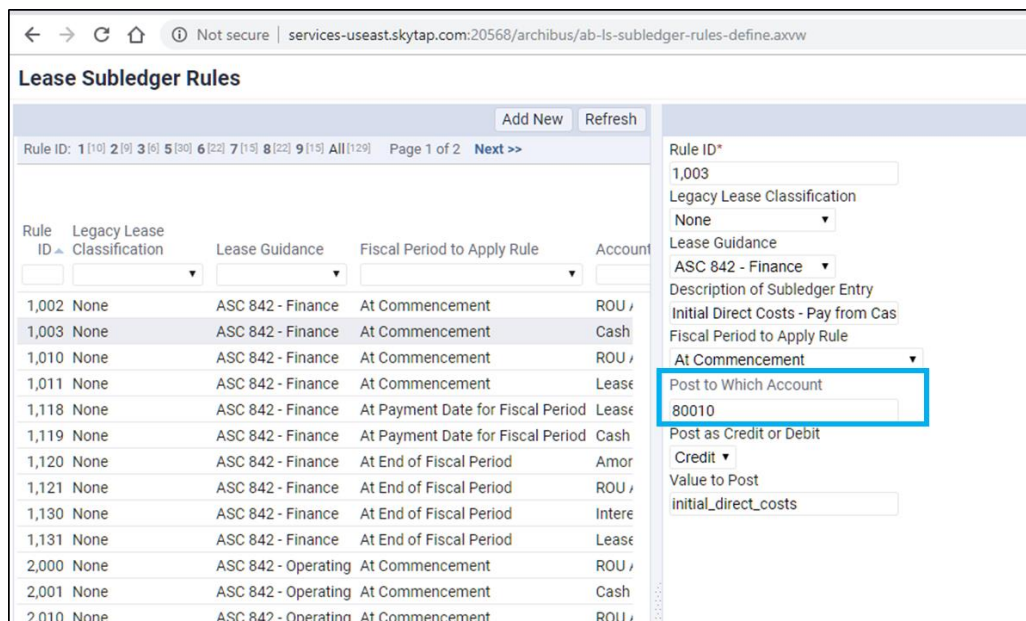 Not secure | services-useast.skytap.com:20568/archibus/ab-ls-subledger-rules-define.axvw
Lease Subledger Rules
Add New Refresh
Rule ID: 1 [10] 2 [9] 3 [6] 5 [30] 6 [22] 7 [15] 8 [22] 9 [15] All [129] Page 1 of 2 Next >>
Rule ID Legacy Lease Classification Lease Guidance Fiscal Period to Apply Rule Account
1,002 None ASC 842 - Finance At Commencement ROU A
1,003 None ASC 842 - Finance At Commencement Cash
1,010 None ASC 842 - Finance At Commencement ROU A
1,011 None ASC 842 - Finance At Commencement Lease
1,118 None ASC 842 - Finance At Payment Date for Fiscal Period Lease
1,119 None ASC 842 - Finance At Payment Date for Fiscal Period Cash
1,120 None ASC 842 - Finance At End of Fiscal Period Amor
1,121 None ASC 842 - Finance At End of Fiscal Period ROU A
1,130 None ASC 842 - Finance At End of Fiscal Period Intere
1,131 None ASC 842 - Finance At End of Fiscal Period Lease
2,000 None ASC 842 - Operating At Commencement ROU A
2,001 None ASC 842 - Operating At Commencement Cash
2,010 None ASC 842 - Operating At Commencement ROU A
Rule ID*
1,003
Legacy Lease Classification
None
Lease Guidance
ASC 842 - Finance
Description of Subledger Entry
Initial Direct Costs - Pay from Cas
Fiscal Period to Apply Rule
At Commencement
Post to Which Account
80010
Post as Credit or Debit
Credit
Value to Post
initial_direct_costs